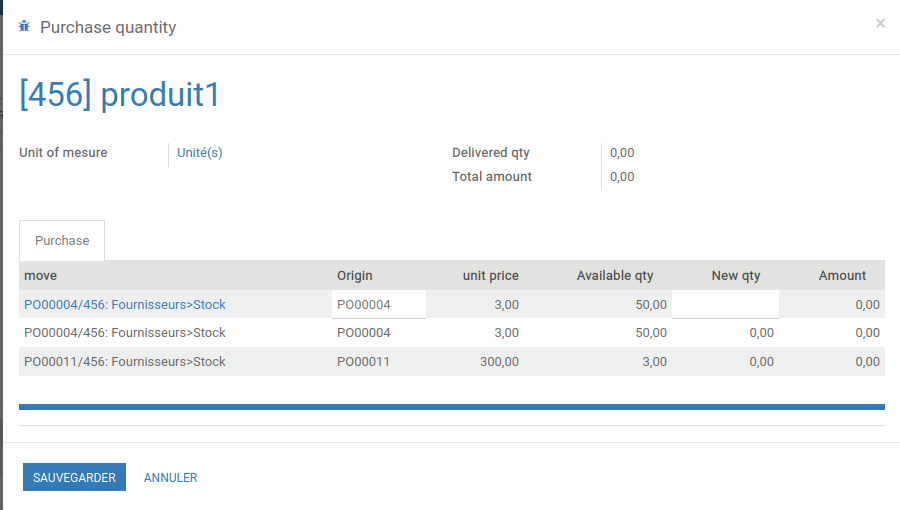 Purchase quantity ×
[456] produit1
Unit of mesure Unité(s) Delivered qty 0,00
Total amount 0,00
Purchase
move Origin unit price Available qty New qty Amount
PO00004/456: Fournisseurs>Stock PO00004 3,00 50,00 0,00
PO00004/456: Fournisseurs>Stock PO00004 3,00 50,00 0,00 0,00
PO00011/456: Fournisseurs>Stock PO00011 300,00 3,00 0,00 0,00
SAUVEGARDER ANNULER